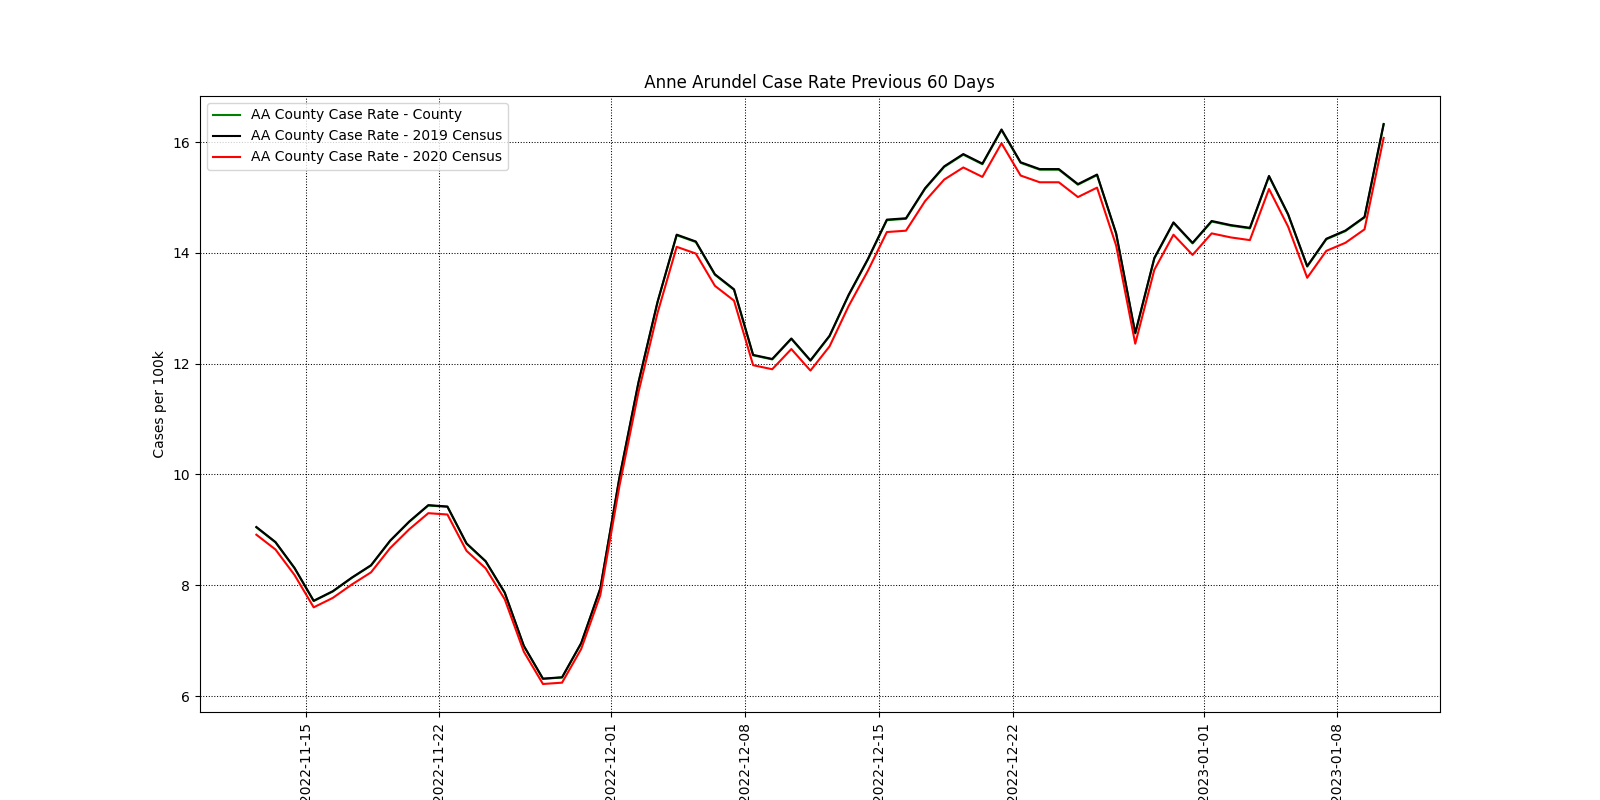 Anne Arundel Case Rate Previous 60 Days
AA County Case Rate - County
AA County Case Rate - 2019 Census
AA County Case Rate - 2020 Census
Cases per 100k
16
14
12
10
8
6
2022-11-15
2022-11-22
2022-12-01
2022-12-08
2022-12-15
2022-12-22
2023-01-01
2023-01-08